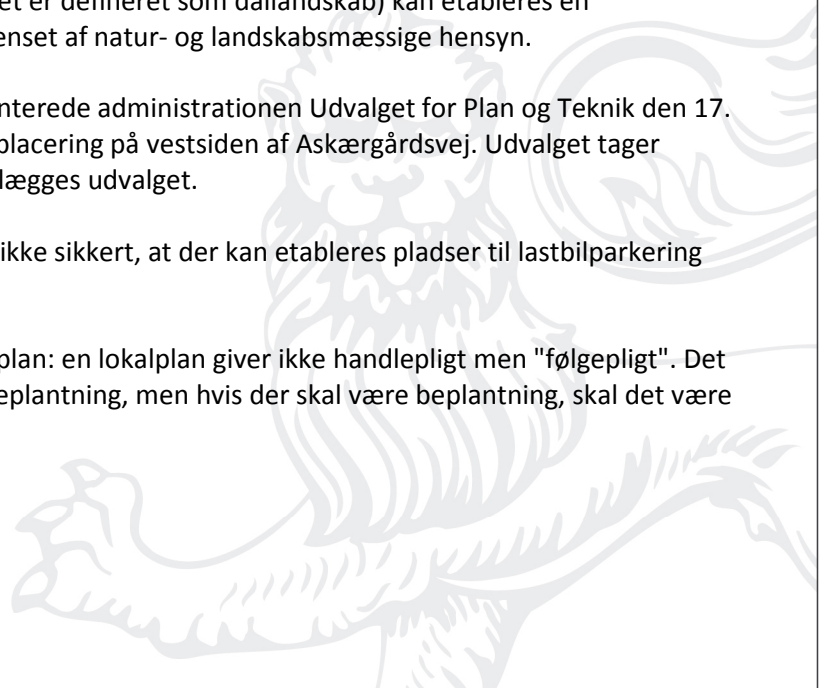 et er defineret som dallandskab) kan etableres en
enset af natur- og landskabsmæssige hensyn.
nterede administrationen Udvalget for Plan og Teknik den 17.
placering på vestsiden af Askærgårdsvej. Udvalget tager
lægges udvalget.
ikke sikkert, at der kan etableres pladser til lastbilparkering
plan: en lokalplan giver ikke handlepligt men "følgepligt". Det
eplantning, men hvis der skal være beplantning, skal det være